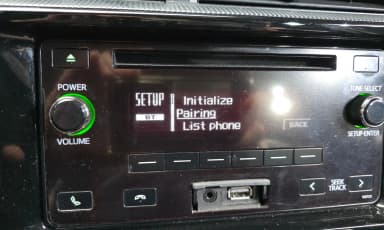 POWER
VOLUME
SETUP
BT
Initialize
Pairing
List phone
BACK
TUNE·SELECT
SETUP·ENTER
SEEK
TRACK